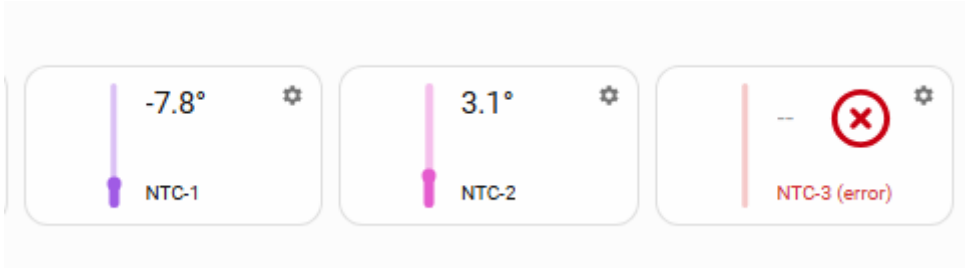 -7.8°
NTC-1
3.1°
NTC-2
--
NTC-3 (error)